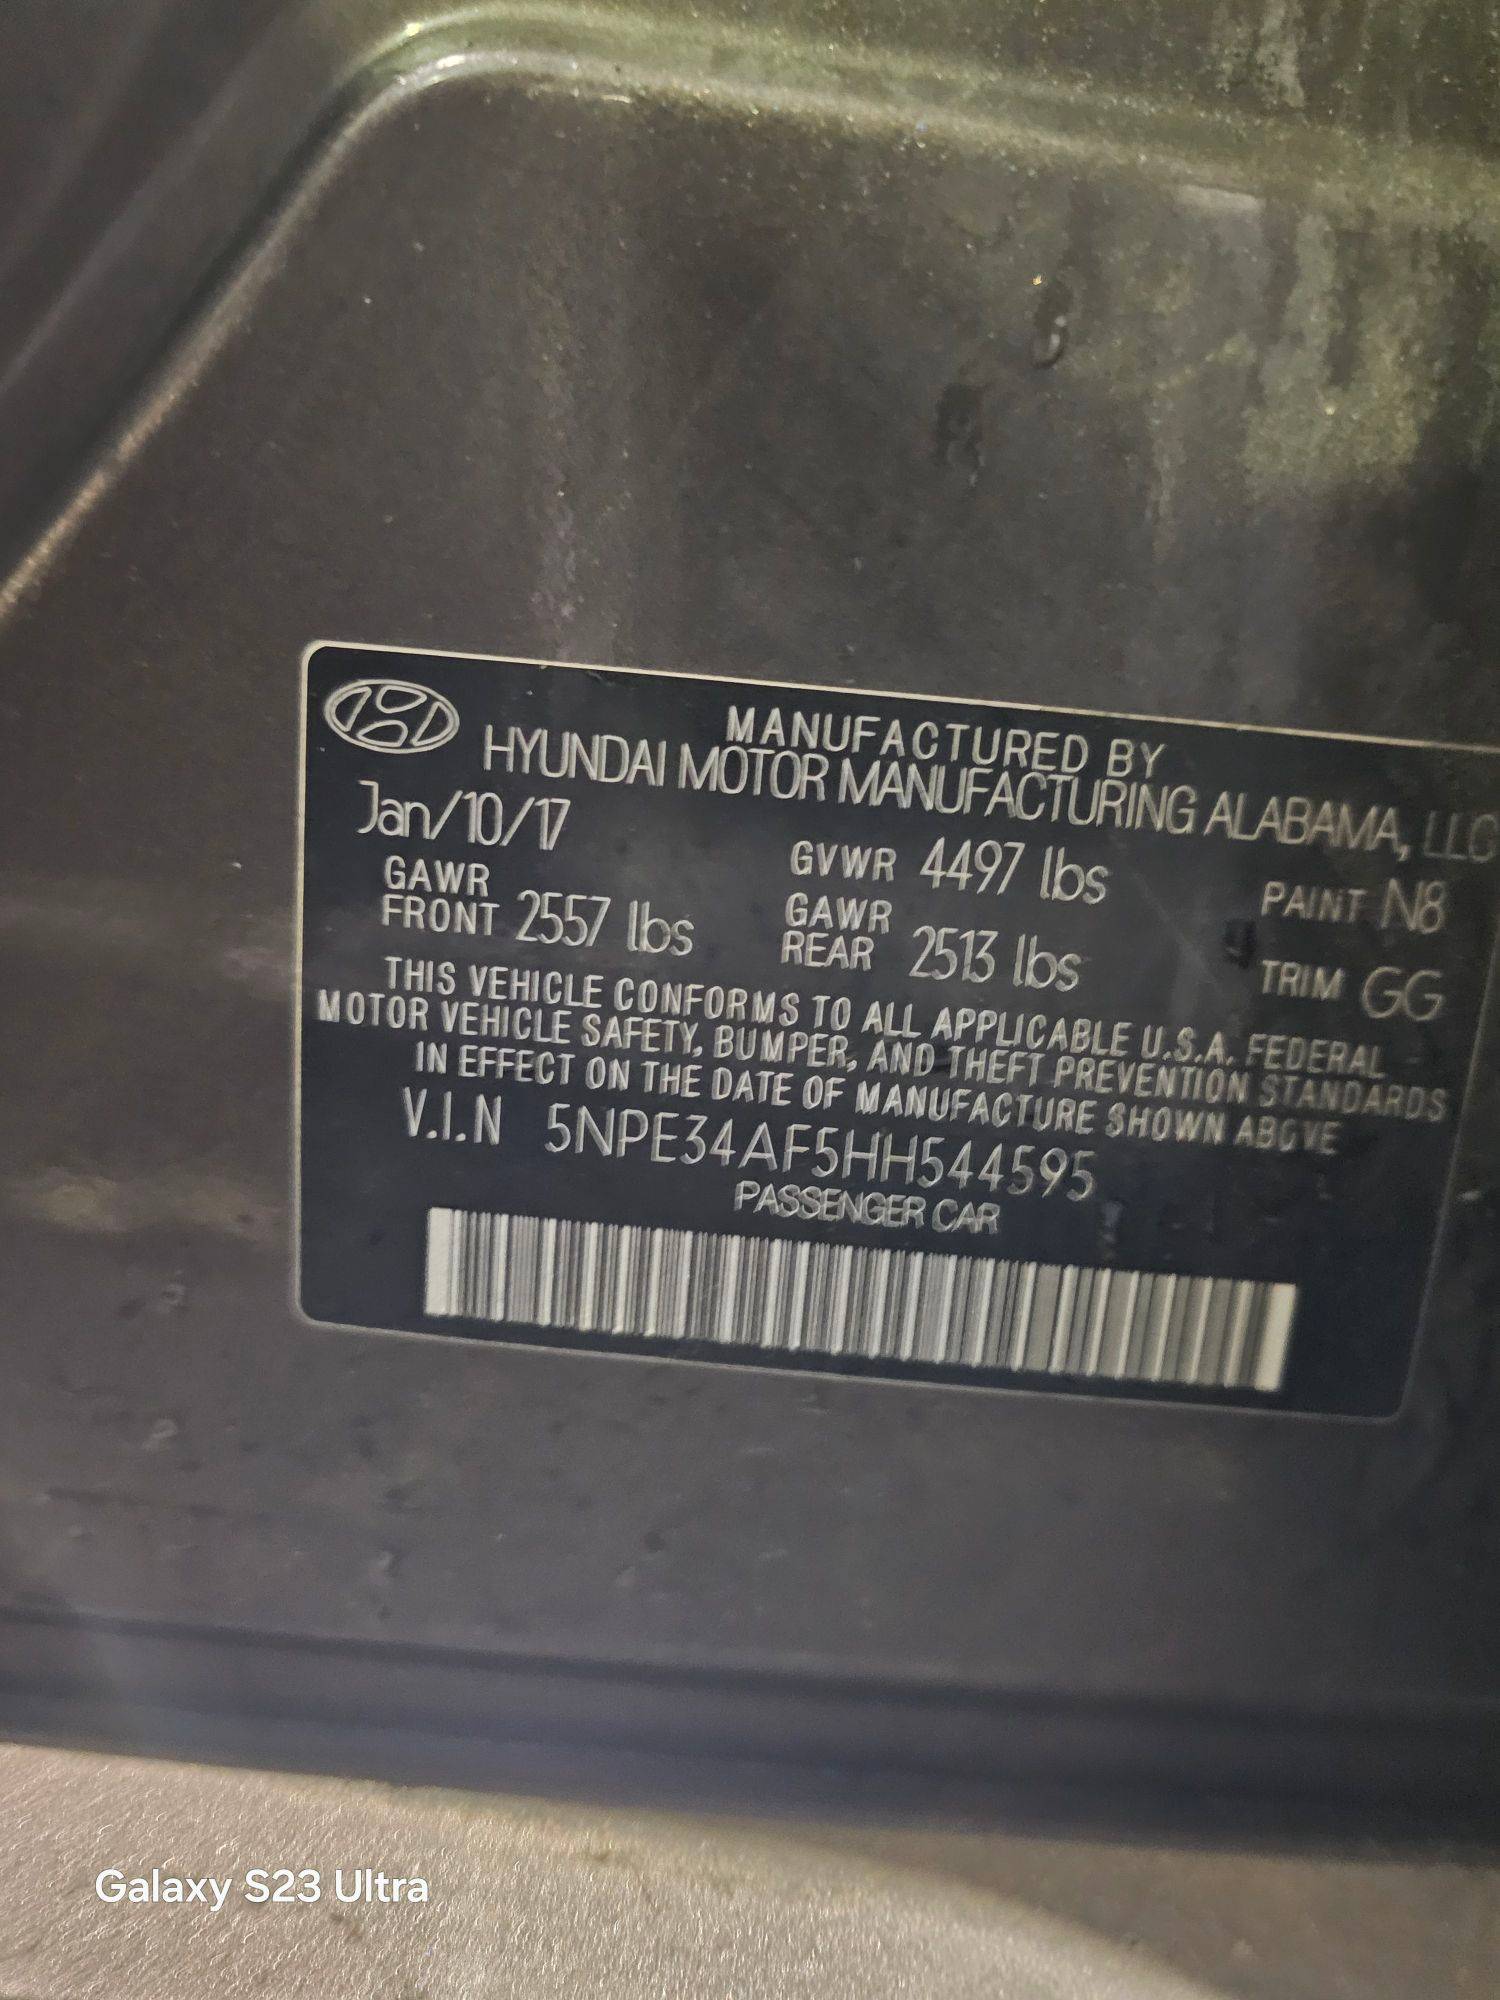 MANUFACTURED BY
HYUNDAI MOTOR MANUFACTURING ALABAMA, LLC
Jan/10/17
GVWR 4497 lbs
PAINT N8
GAWR FRONT 2557 lbs
GAWR REAR 2513 lbs
TRIM GG
THIS VEHICLE CONFORMS TO ALL APPLICABLE U.S.A. FEDERAL
MOTOR VEHICLE SAFETY, BUMPER, AND THEFT PREVENTION STANDARDS
IN EFFECT ON THE DATE OF MANUFACTURE SHOWN ABOVE
V.I.N 5NPE34AF5HH544595
PASSENGER CAR
Galaxy S23 Ultra